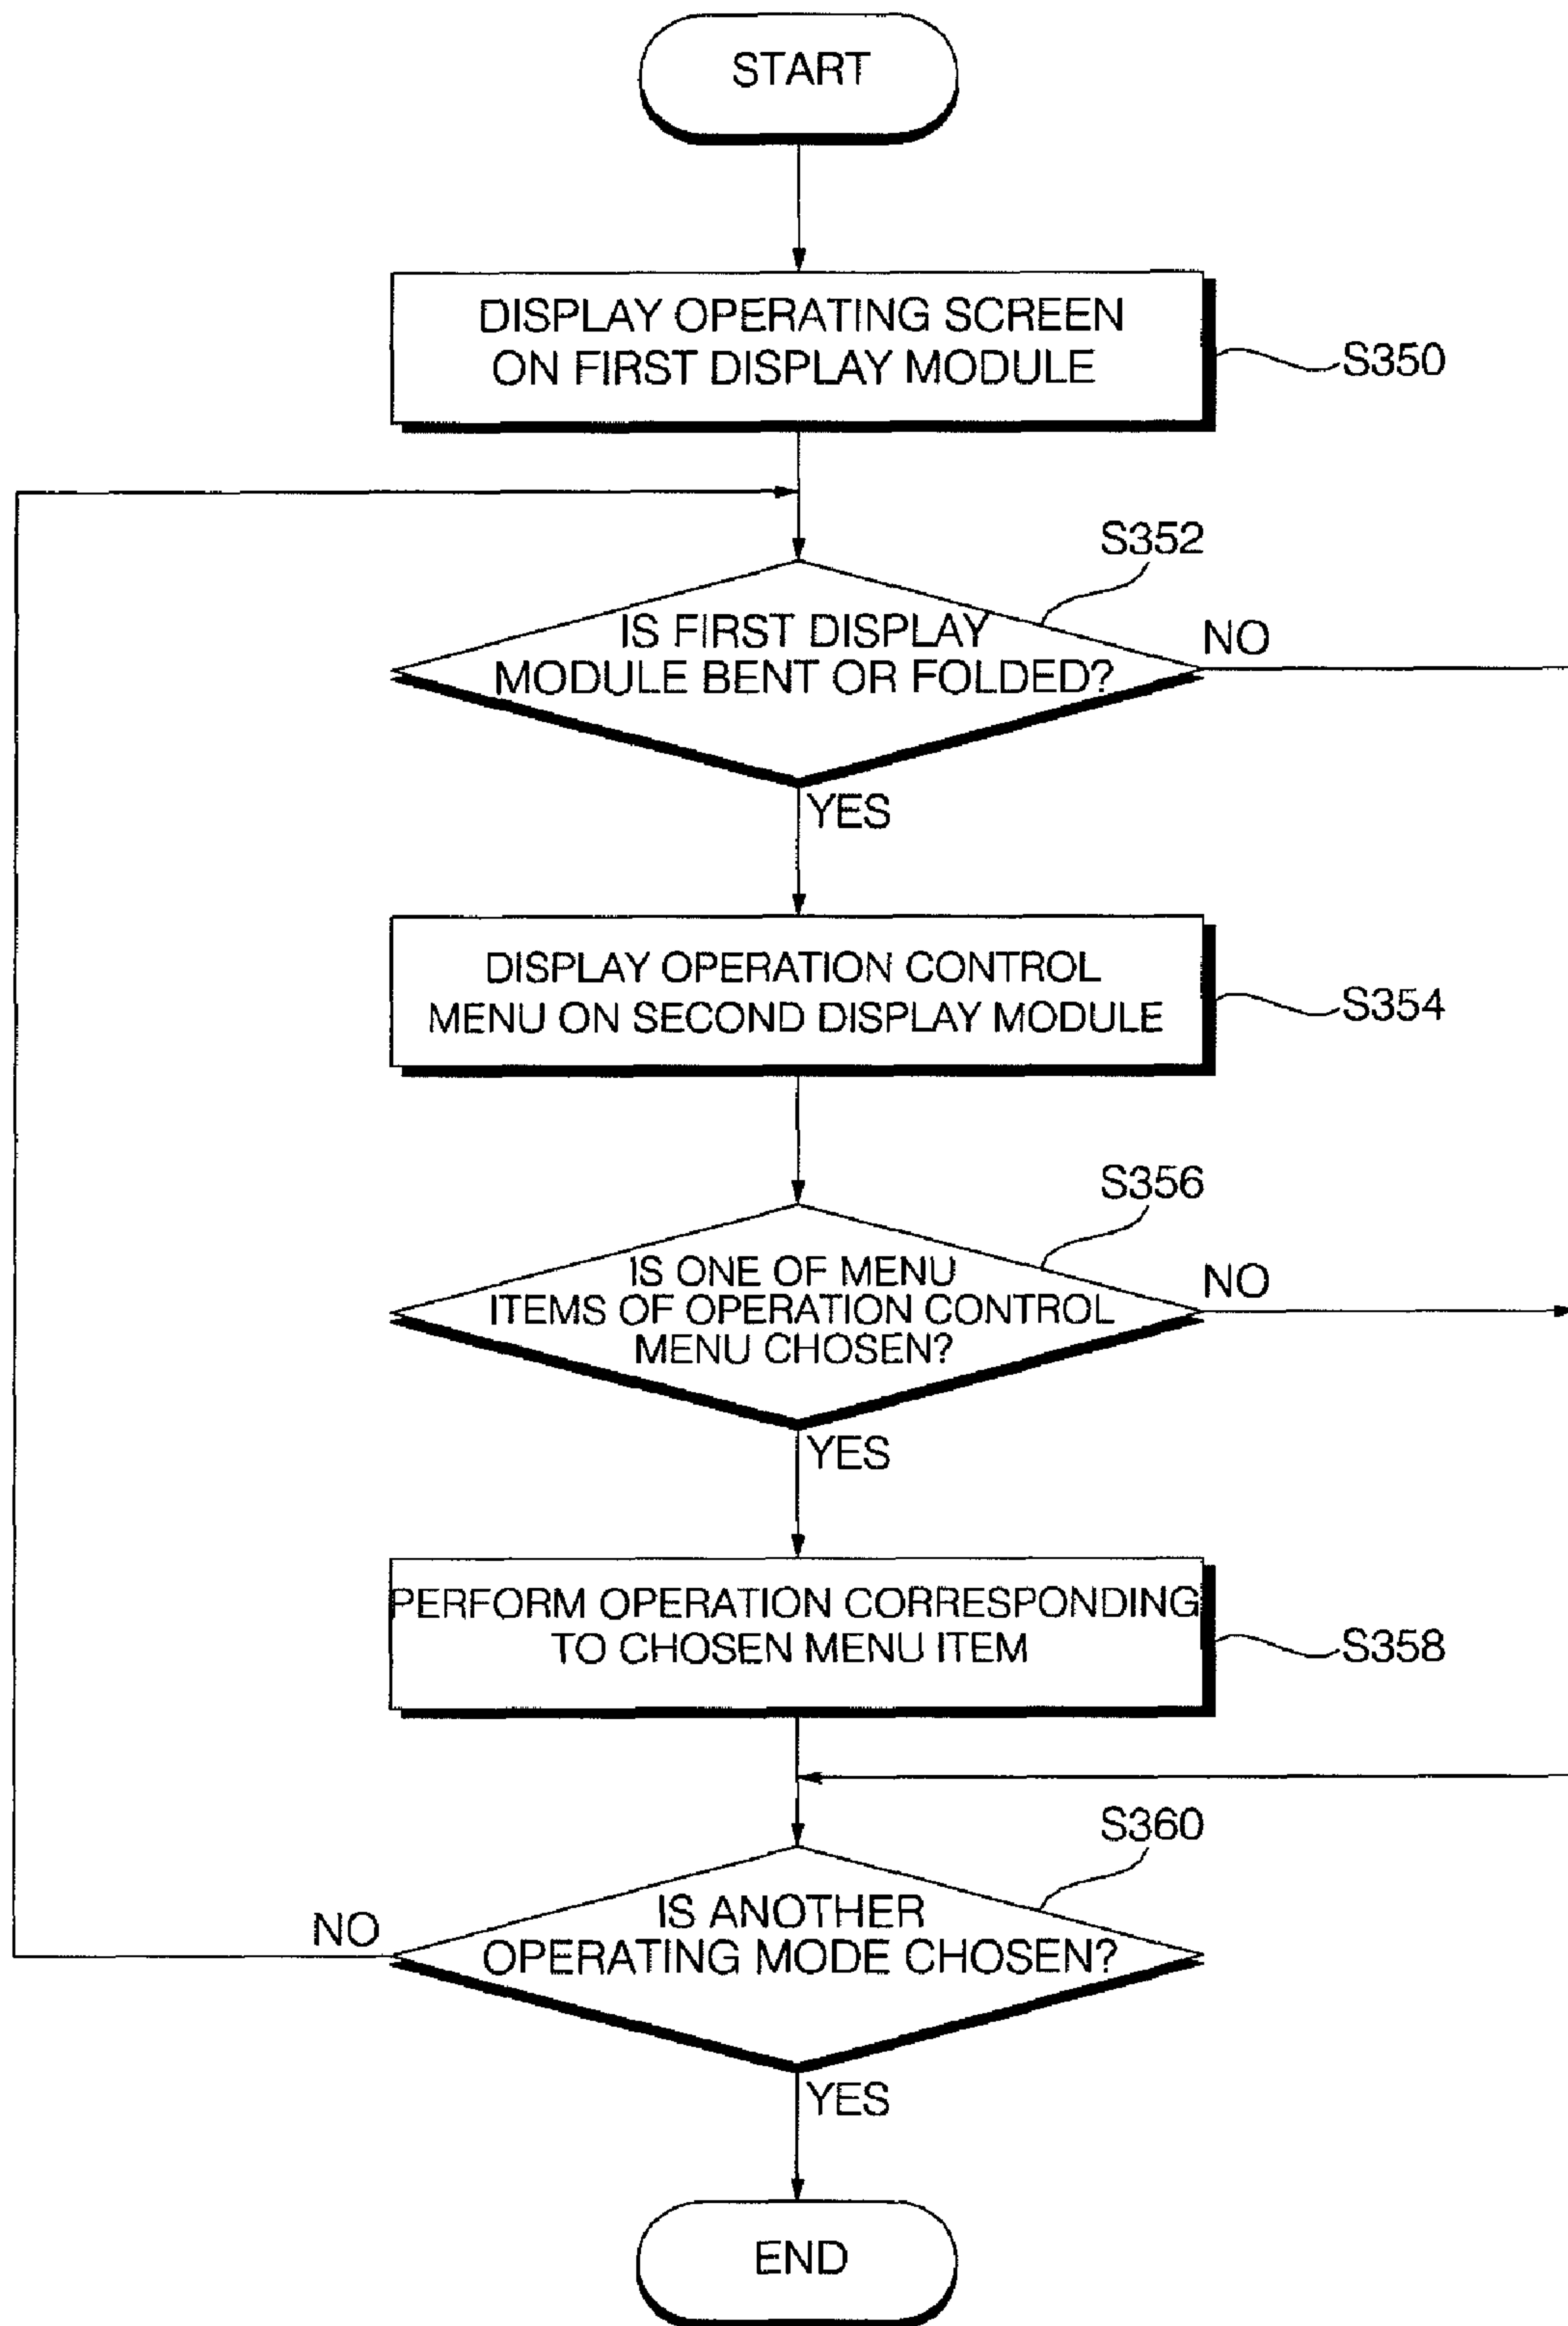 START
DISPLAY OPERATING SCREEN
ON FIRST DISPLAY MODULE
S350
S352
IS FIRST DISPLAY
MODULE BENT OR FOLDED?
NO
YES
DISPLAY OPERATION CONTROL
MENU ON SECOND DISPLAY MODULE
S354
S356
IS ONE OF MENU
ITEMS OF OPERATION CONTROL
MENU CHOSEN?
NO
YES
PERFORM OPERATION CORRESPONDING
TO CHOSEN MENU ITEM
S358
S360
IS ANOTHER
OPERATING MODE CHOSEN?
NO
YES
END